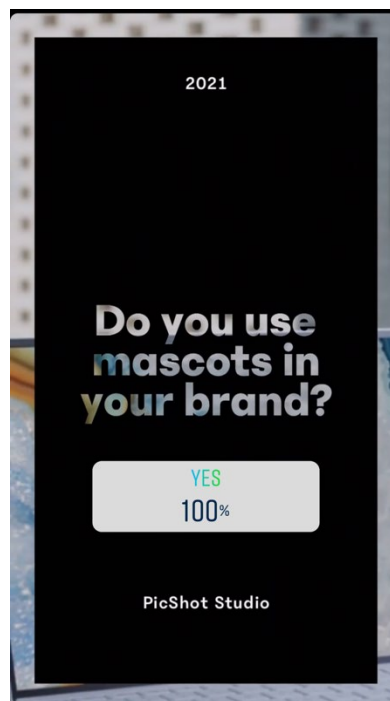 2021
Do you use
mascots in
your brand?
YES
100%
PicShot Studio